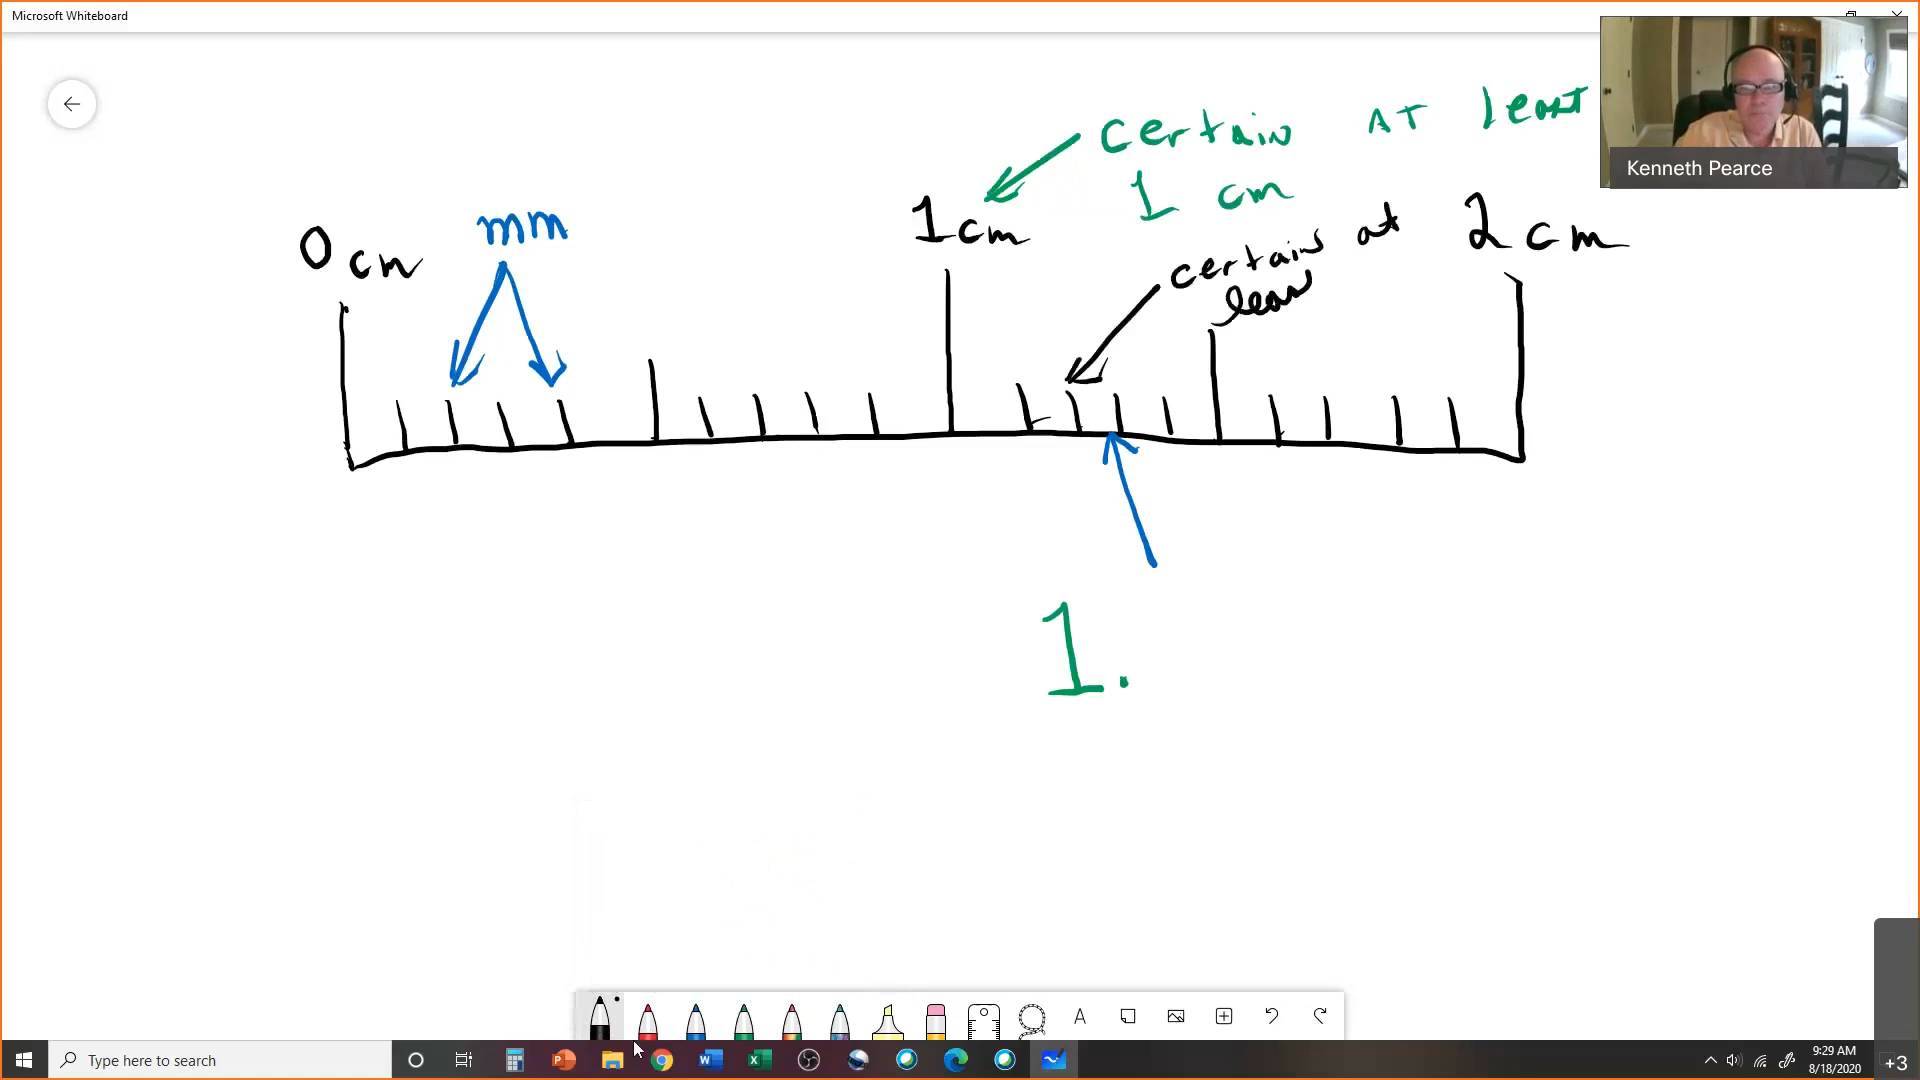 Microsoft Whiteboard
certain AT least
1 cm
Kenneth Pearce
0 cm
mm
1 cm
certain at
2 cm
1.
A
Type here to search
9:29 AM
8/18/2020
+3